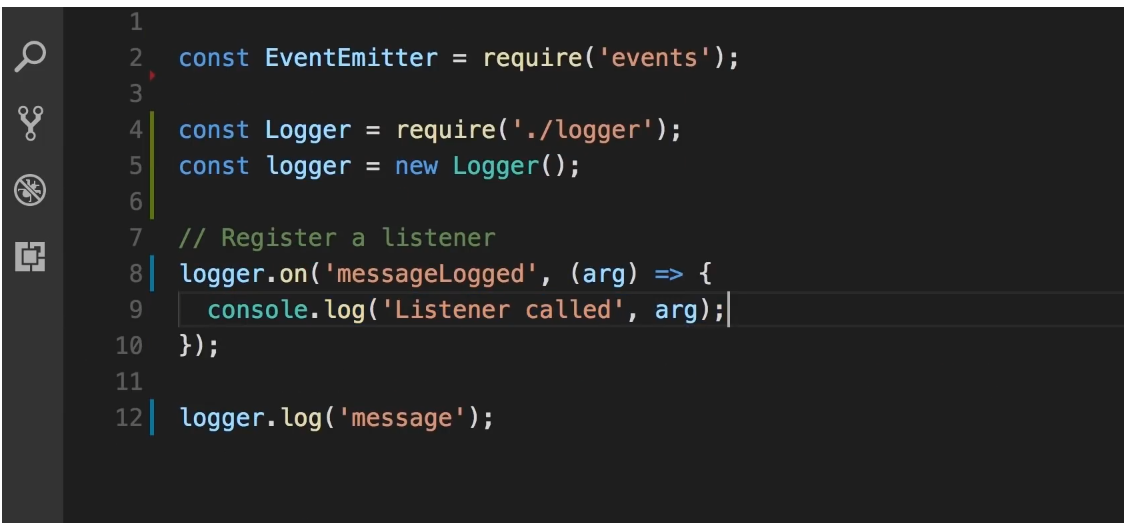 1
2 const EventEmitter = require('events');
3
4 const Logger = require('./logger');
5 const logger = new Logger();
6
7 // Register a listener
8 logger.on('messageLogged', (arg) => {
9   console.log('Listener called', arg);
10 });
11
12 logger.log('message');